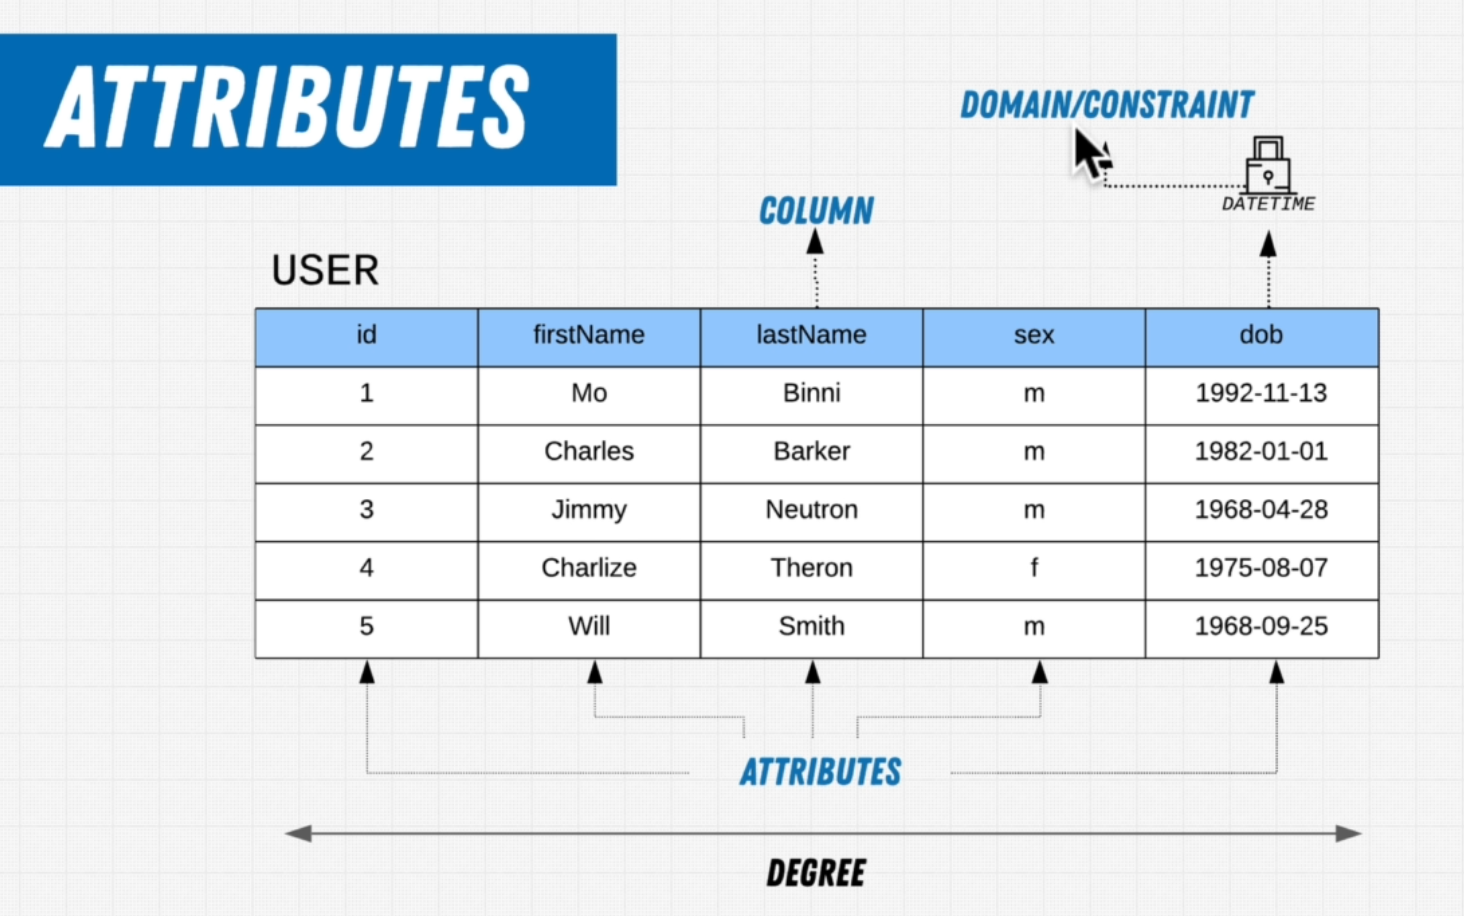 ATTRIBUTES
DOMAIN/CONSTRAINT
DATETIME
COLUMN
USER
id firstName lastName sex dob
1 Mo Binni m 1992-11-13
2 Charles Barker m 1982-01-01
3 Jimmy Neutron m 1968-04-28
4 Charlize Theron f 1975-08-07
5 Will Smith m 1968-09-25
ATTRIBUTES
DEGREE